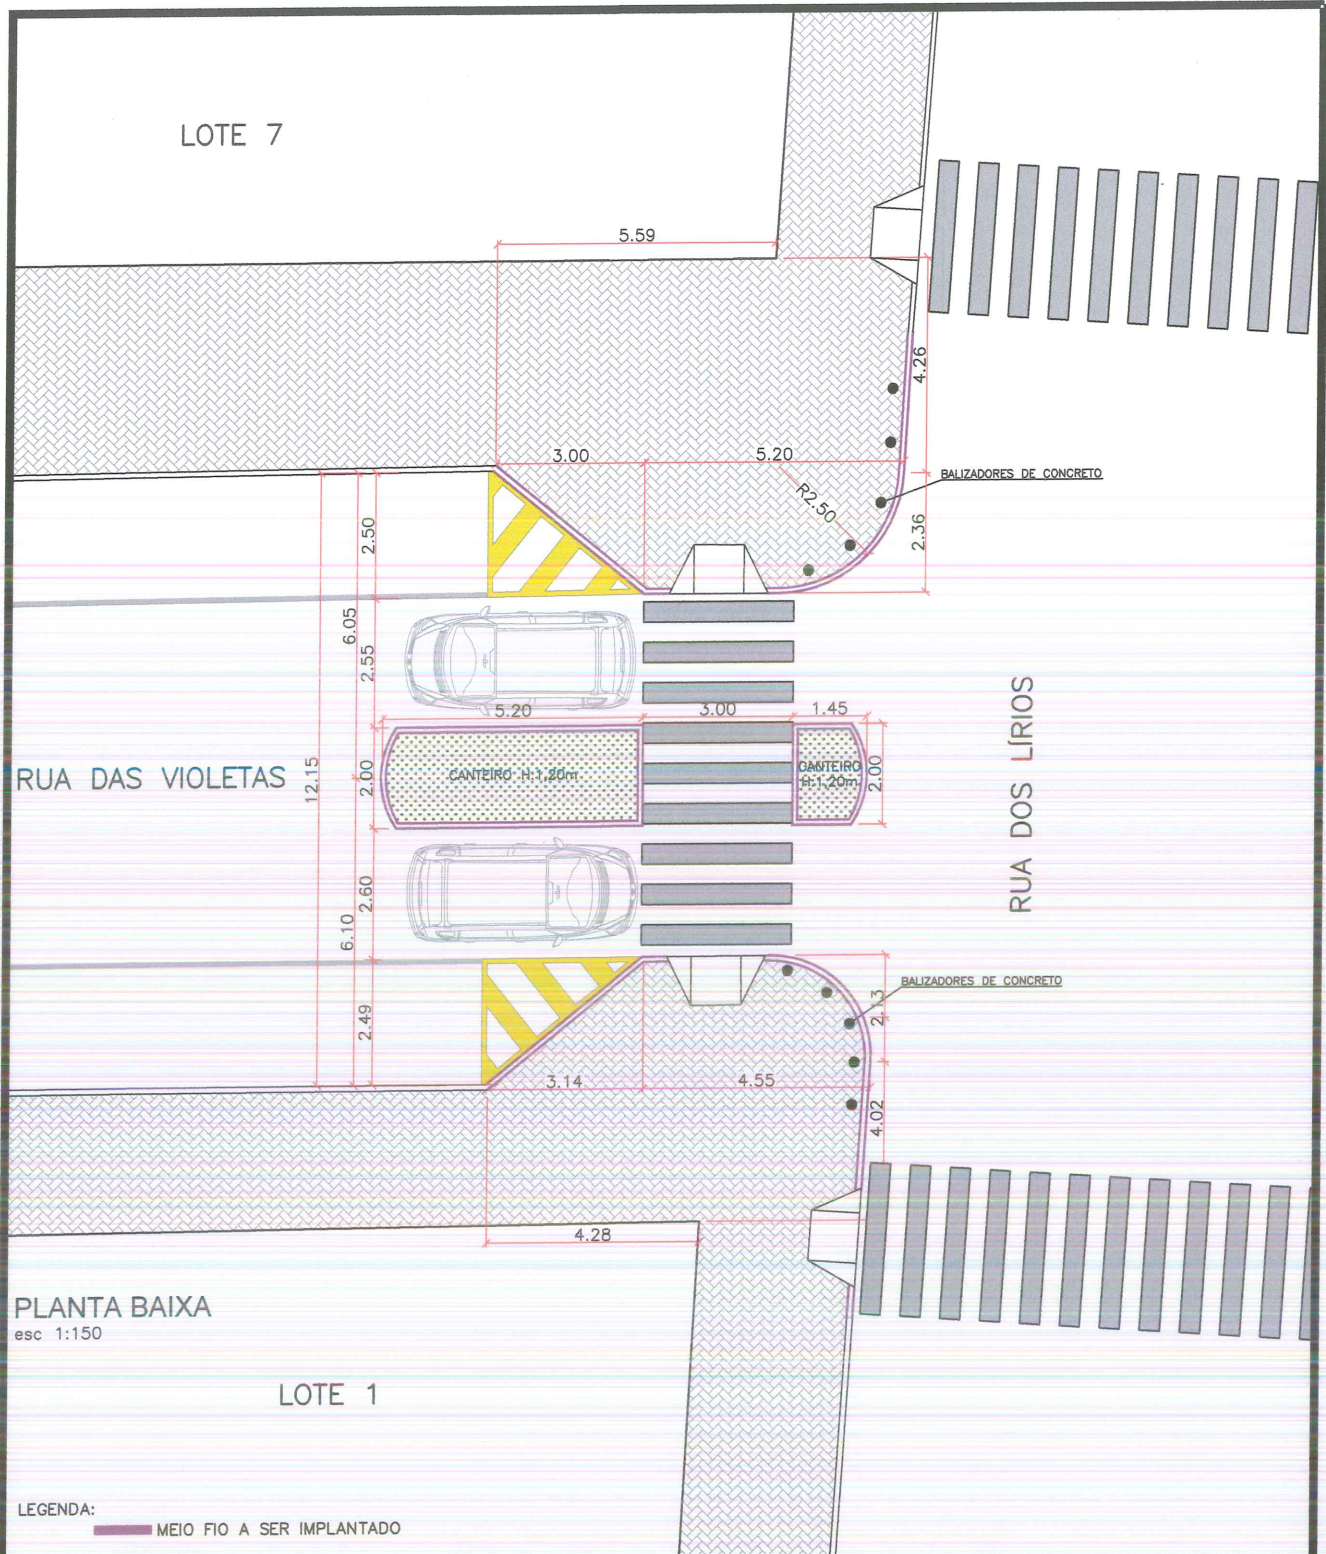 LOTE 7
5.59
4.26
3.00
5.20
BALIZADORES DE CONCRETO
R2.50
2.36
2.50
6.05
2.55
5.20
3.00
1.45
RUA DAS VIOLETAS
12.15
2.00
CANTEIRO H:1,20m
CANTEIRO
H:1,20m
2.00
RUA DOS LÍRIOS
2.60
6.10
BALIZADORES DE CONCRETO
2.13
2.49
3.14
4.55
4.02
4.28
PLANTA BAIXA
esc 1:150
LOTE 1
LEGENDA:
MEIO FIO A SER IMPLANTADO